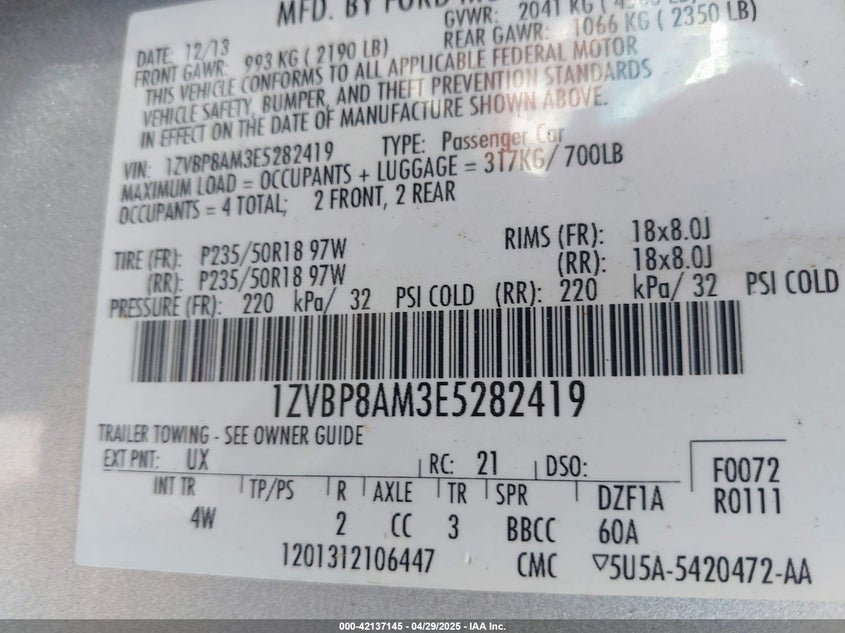 MFD. BY FORD
GVWR: 2041 KG
DATE: 12/13
REAR GAWR: 1066 KG ( 2350 LB)
FRONT GAWR: 993 KG ( 2190 LB)
THIS VEHICLE CONFORMS TO ALL APPLICABLE FEDERAL MOTOR
VEHICLE SAFETY, BUMPER, AND THEFT PREVENTION STANDARDS
IN EFFECT ON THE DATE OF MANUFACTURE SHOWN ABOVE.
VIN: 1ZVBP8AM3E5282419 TYPE: Passenger Car
MAXIMUM LOAD = OCCUPANTS + LUGGAGE = 317KG/ 700LB
OCCUPANTS = 4 TOTAL; 2 FRONT, 2 REAR
TIRE (FR): P235/50R18 97W RIMS (FR): 18x8.0J
(RR): P235/50R18 97W (RR): 18x8.0J
PRESSURE (FR): 220 kPa/ 32 PSI COLD (RR): 220 kPa/ 32 PSI COLD
1ZVBP8AM3E5282419
TRAILER TOWING - SEE OWNER GUIDE
EXT PNT: UX RC: 21 DSO: F0072
INT TR TP/PS R AXLE TR SPR DZF1A R0111
4W 2 CC 3 BBCC 60A
1201312106447 CMC ▽5U5A-5420472-AA
000-42137145 - 04/29/2025 - IAA Inc.